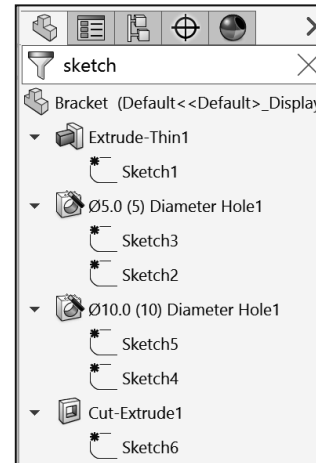 sketch
Bracket (Default<<Default>_Display
Extrude-Thin1
Sketch1
Ø5.0 (5) Diameter Hole1
Sketch3
Sketch2
Ø10.0 (10) Diameter Hole1
Sketch5
Sketch4
Cut-Extrude1
Sketch6